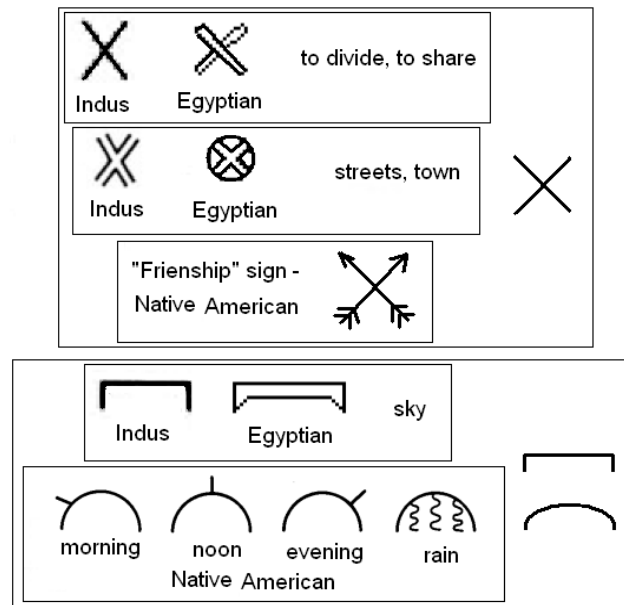 to divide, to share
Indus Egyptian
streets, town
Indus Egyptian
"Frienship" sign -
Native American
sky
Indus Egyptian
morning noon evening rain
Native American